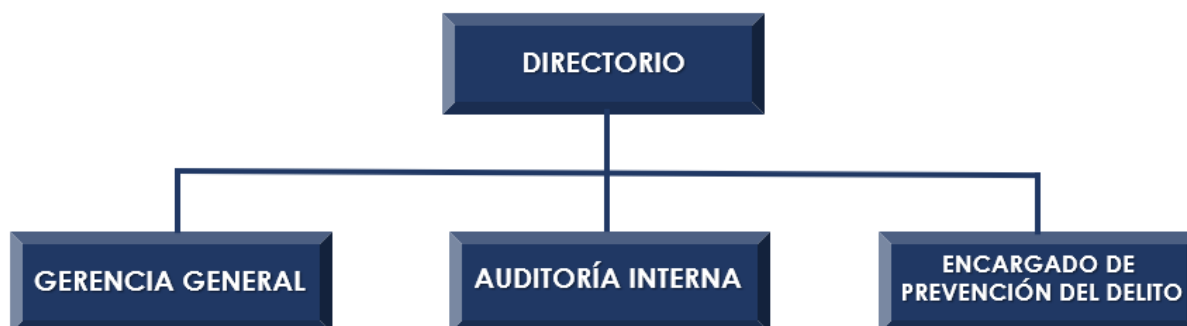 DIRECTORIO
GERENCIA GENERAL
AUDITORÍA INTERNA
ENCARGADO DE
PREVENCIÓN DEL DELITO